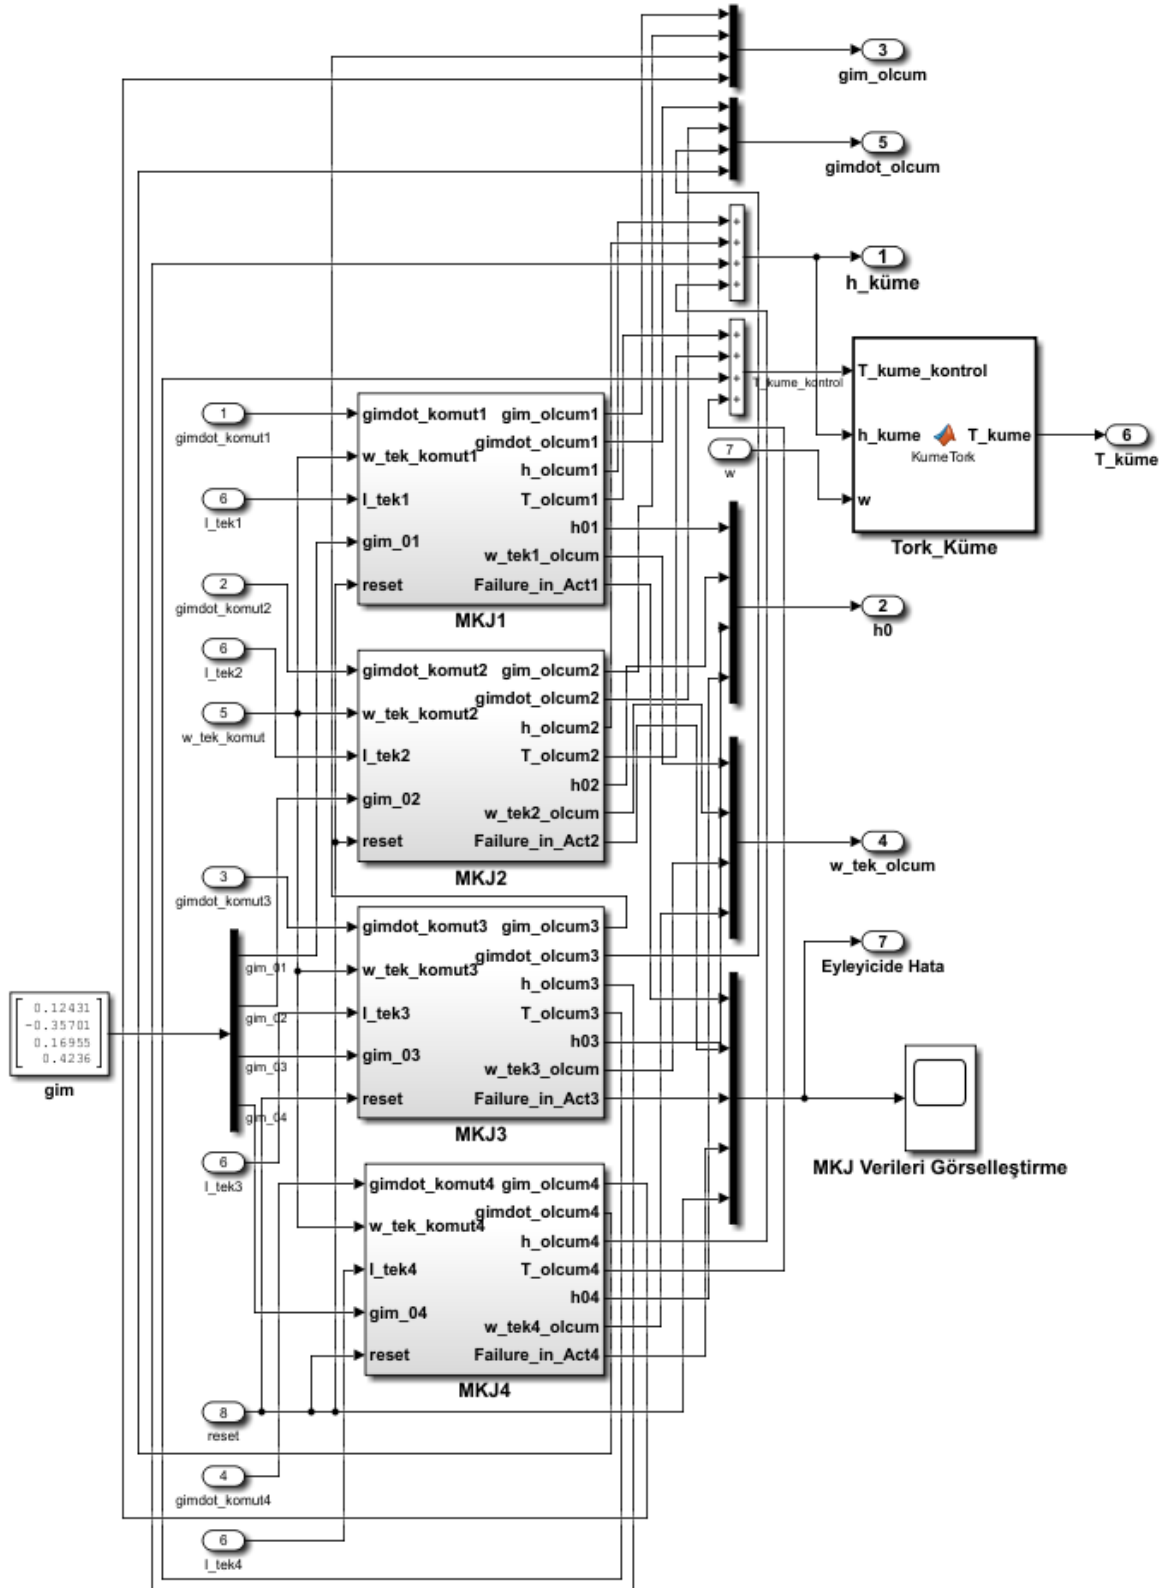 3
gim_olcum
5
gimdot_olcum
+
+
+
+
1
h_küme
+
+
+
+
T_kume_kontrol
7
w
T_kume_kontrol
h_kume
w
T_kume
KumeTork
Tork_Küme
6
T_küme
1
gimdot_komut1
6
I_tek1
gimdot_komut1
w_tek_komut1
I_tek1
gim_01
reset
gim_olcum1
gimdot_olcum1
h_olcum1
T_olcum1
h01
w_tek1_olcum
Failure_in_Act1
MKJ1
2
gimdot_komut2
6
I_tek2
5
w_tek_komut
gimdot_komut2
w_tek_komut2
I_tek2
gim_02
reset
gim_olcum2
gimdot_olcum2
h_olcum2
T_olcum2
h02
w_tek2_olcum
Failure_in_Act2
MKJ2
2
h0
4
w_tek_olcum
3
gimdot_komut3
gimdot_komut3
w_tek_komut3
I_tek3
gim_03
reset
gim_olcum3
gimdot_olcum3
h_olcum3
T_olcum3
h03
w_tek3_olcum
Failure_in_Act3
MKJ3
7
Eyleyicide Hata
0.12431
-0.35701
0.16955
0.4236
gim
gim_01
gim_02
gim_03
gim_04
MKJ Verileri Görselleştirme
6
I_tek3
gimdot_komut4
w_tek_komut4
I_tek4
gim_04
reset
gim_olcum4
gimdot_olcum4
h_olcum4
T_olcum4
h04
w_tek4_olcum
Failure_in_Act4
MKJ4
8
reset
4
gimdot_komut4
6
I_tek4